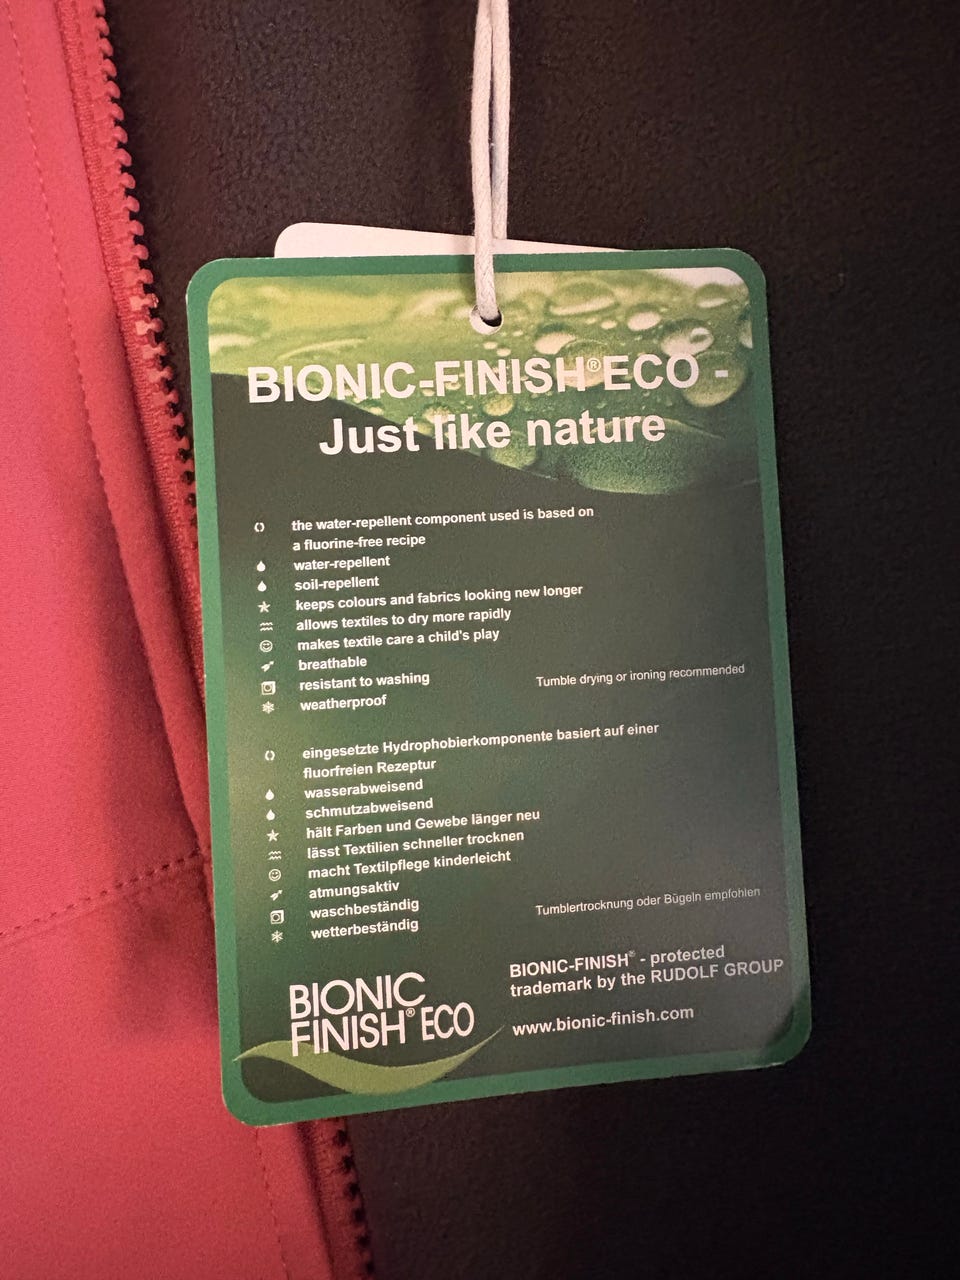 BIONIC-FINISH® ECO -
Just like nature
the water-repellent component used is based on
a fluorine-free recipe
water-repellent
soil-repellent
keeps colours and fabrics looking new longer
allows textiles to dry more rapidly
makes textile care a child's play
breathable
resistant to washing
Tumble drying or ironing recommended
weatherproof
eingesetzte Hydrophobierkomponente basiert auf einer
fluorfreien Rezeptur
wasserabweisend
schmutzabweisend
hält Farben und Gewebe länger neu
lässt Textilien schneller trocknen
macht Textilpflege kinderleicht
atmungsaktiv
waschbeständig
Tumblertrocknung oder Bügeln empfohlen
wetterbeständig
BIONIC
FINISH® ECO
BIONIC-FINISH® - protected
trademark by the RUDOLF GROUP
www.bionic-finish.com